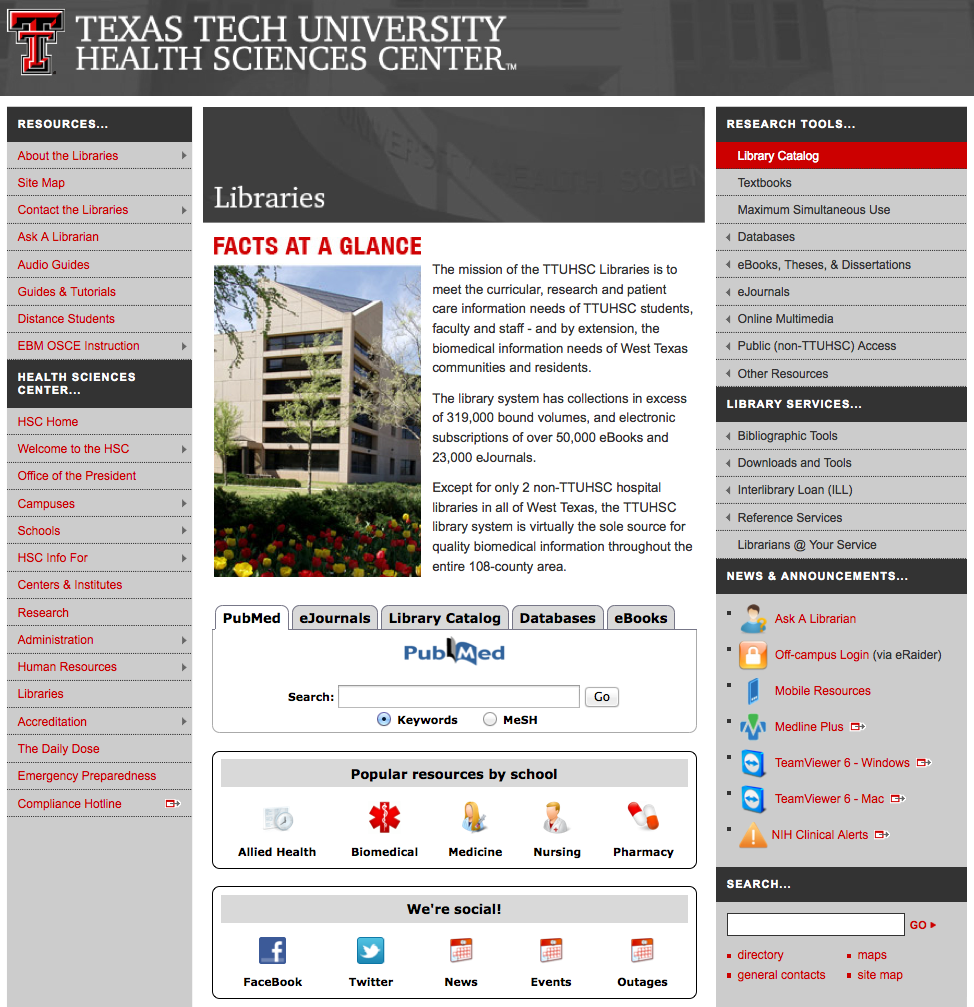 TEXAS TECH UNIVERSITY
HEALTH SCIENCES CENTER™
RESOURCES...
About the Libraries
Site Map
Contact the Libraries
Ask A Librarian
Audio Guides
Guides & Tutorials
Distance Students
EBM OSCE Instruction
HEALTH SCIENCES
CENTER...
HSC Home
Welcome to the HSC
Office of the President
Campuses
Schools
HSC Info For
Centers & Institutes
Research
Administration
Human Resources
Libraries
Accreditation
The Daily Dose
Emergency Preparedness
Compliance Hotline
Libraries
FACTS AT A GLANCE
The mission of the TTUHSC Libraries is to
meet the curricular, research and patient
care information needs of TTUHSC students,
faculty and staff - and by extension, the
biomedical information needs of West Texas
communities and residents.
The library system has collections in excess
of 319,000 bound volumes, and electronic
subscriptions of over 50,000 eBooks and
23,000 eJournals.
Except for only 2 non-TTUHSC hospital
libraries in all of West Texas, the TTUHSC
library system is virtually the sole source for
quality biomedical information throughout the
entire 108-county area.
PubMed eJournals Library Catalog Databases eBooks
PubMed
Search: Go
Keywords MeSH
Popular resources by school
Allied Health Biomedical Medicine Nursing Pharmacy
We're social!
FaceBook Twitter News Events Outages
RESEARCH TOOLS...
Library Catalog
Textbooks
Maximum Simultaneous Use
Databases
eBooks, Theses, & Dissertations
eJournals
Online Multimedia
Public (non-TTUHSC) Access
Other Resources
LIBRARY SERVICES...
Bibliographic Tools
Downloads and Tools
Interlibrary Loan (ILL)
Reference Services
Librarians @ Your Service
NEWS & ANNOUNCEMENTS...
Ask A Librarian
Off-campus Login (via eRaider)
Mobile Resources
Medline Plus
TeamViewer 6 - Windows
TeamViewer 6 - Mac
NIH Clinical Alerts
SEARCH...
GO
directory maps
general contacts site map